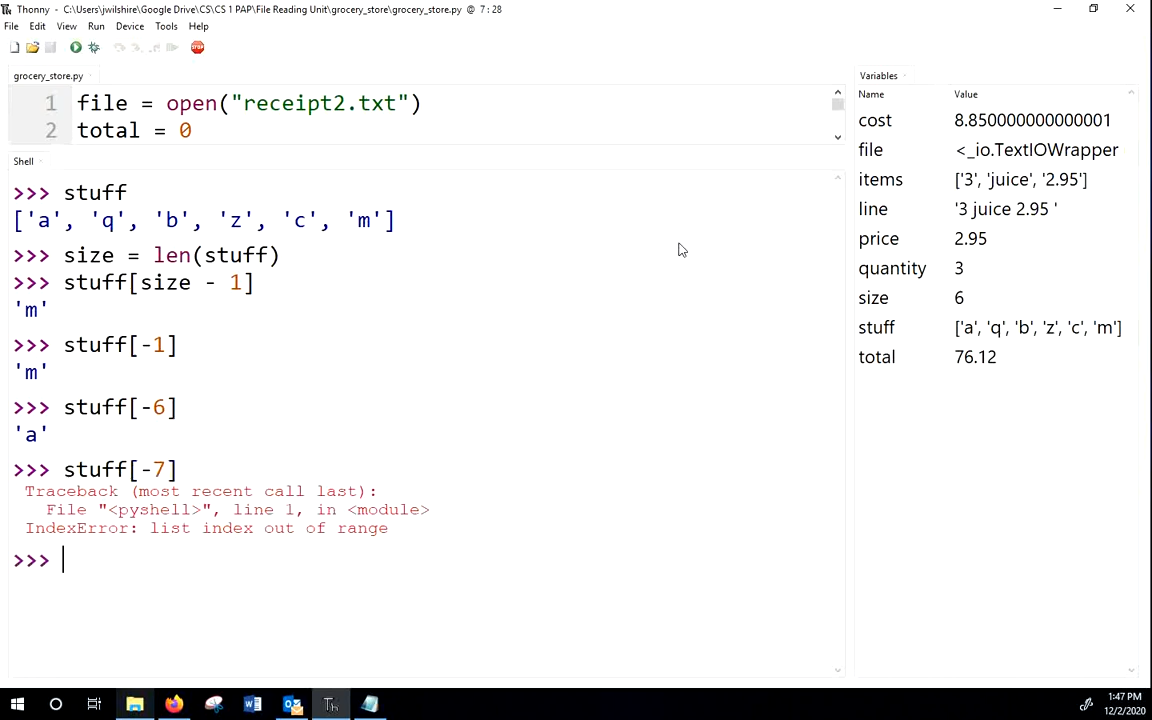 Thonny - C:\Users\jwilshire\Google Drive\CS\CS 1 PAP\File Reading Unit\grocery_store\grocery_store.py @ 7 : 28
File Edit View Run Device Tools Help
STOP
grocery_store.py
1 file = open("receipt2.txt")
2 total = 0
Shell
>>> stuff
['a', 'q', 'b', 'z', 'c', 'm']
>>> size = len(stuff)
>>> stuff[size - 1]
'm'
>>> stuff[-1]
'm'
>>> stuff[-6]
'a'
>>> stuff[-7]
Traceback (most recent call last):
File "<pyshell>", line 1, in <module>
IndexError: list index out of range
>>>
Variables
Name Value
cost 8.850000000000001
file <_io.TextIOWrapper
items ['3', 'juice', '2.95']
line '3 juice 2.95 '
price 2.95
quantity 3
size 6
stuff ['a', 'q', 'b', 'z', 'c', 'm']
total 76.12
1:47 PM
12/2/2020